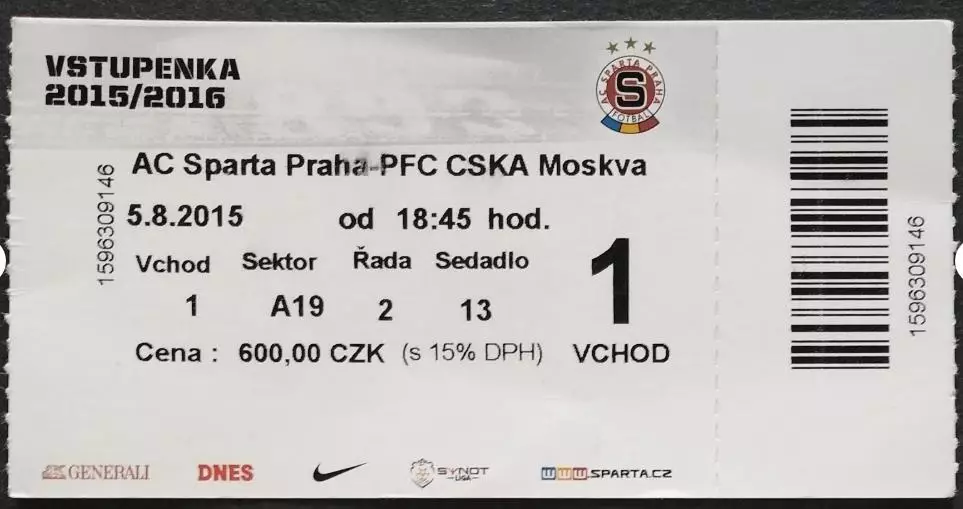 VSTUPENKA
2015/2016
AC SPARTA PRAHA
FOTBAL
S
AC Sparta Praha-PFC CSKA Moskva
5.8.2015 od 18:45 hod.
Vchod Sektor Řada Sedadlo
1 A19 2 13
Cena : 600,00 CZK (s 15% DPH)
1
VCHOD
1596309146
1596309146
GENERALI
DNES
SYNOT
LIGA
WWW.SPARTA.CZ